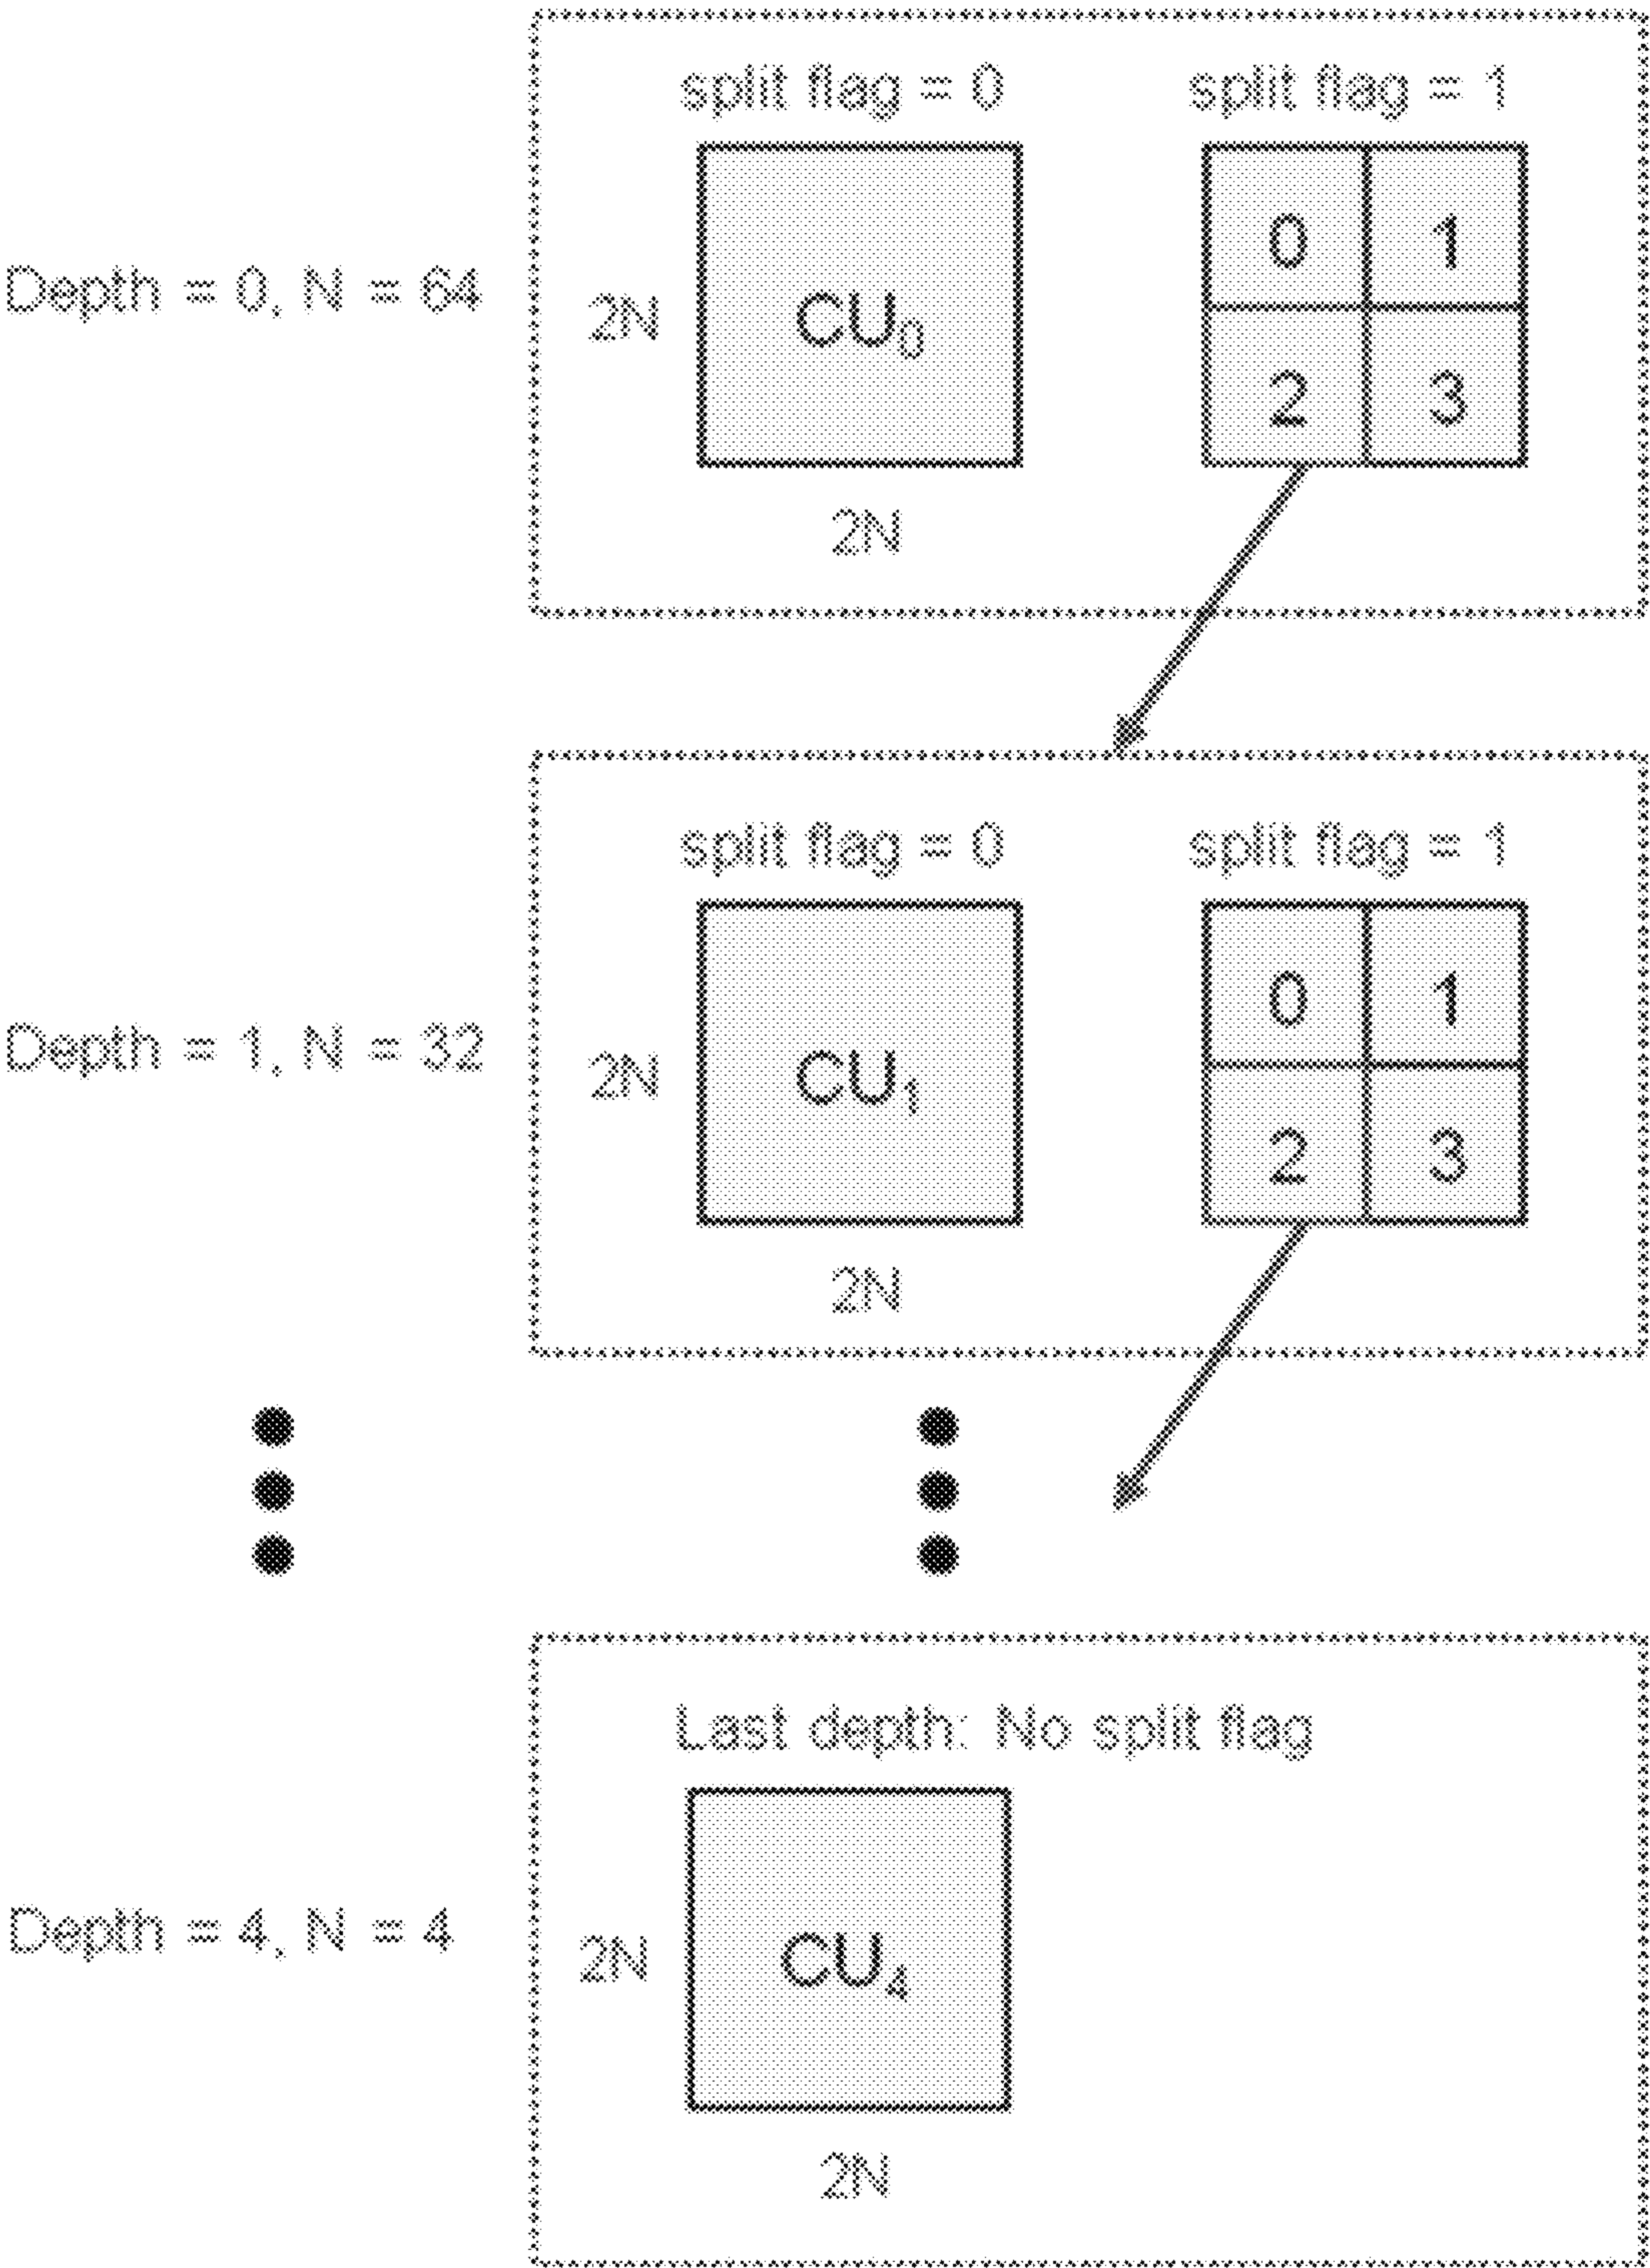 split flag = 0 split flag = 1
Depth = 0, N = 64
2N
CU₀
0 1
2 3
2N
split flag = 0 split flag = 1
Depth = 1, N = 32
2N
CU₁
0 1
2 3
2N
Last depth: No split flag
Depth = 4, N = 4
2N
CU₄
2N